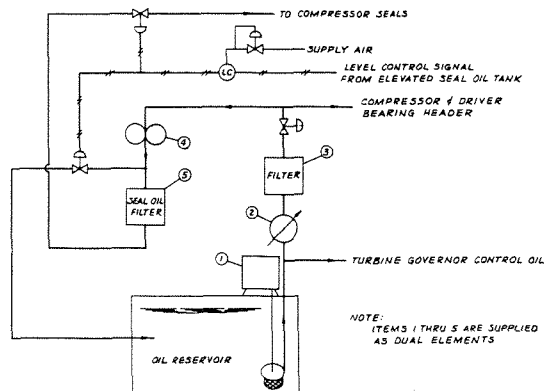 TO COMPRESSOR SEALS
SUPPLY AIR
LC
LEVEL CONTROL SIGNAL
FROM ELEVATED SEAL OIL TANK
COMPRESSOR & DRIVER
BEARING HEADER
4
3
5
FILTER
SEAL OIL
FILTER
2
1
TURBINE GOVERNOR CONTROL OIL
NOTE:
ITEMS 1 THRU 5 ARE SUPPLIED
AS DUAL ELEMENTS
OIL RESERVOIR